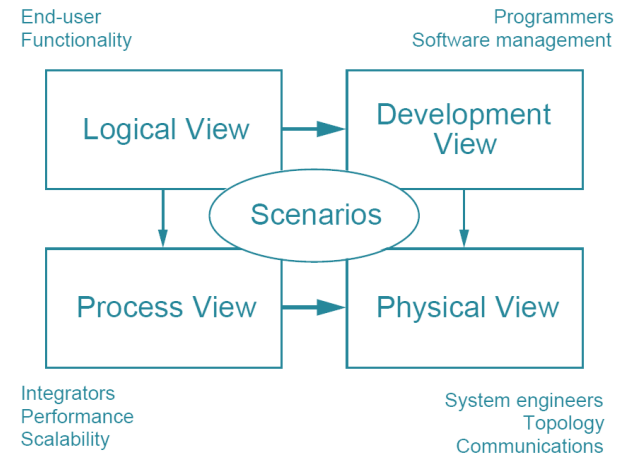 End-user
Functionality
Programmers
Software management
Logical View
Development
View
Scenarios
Process View
Physical View
Integrators
Performance
Scalability
System engineers
Topology
Communications